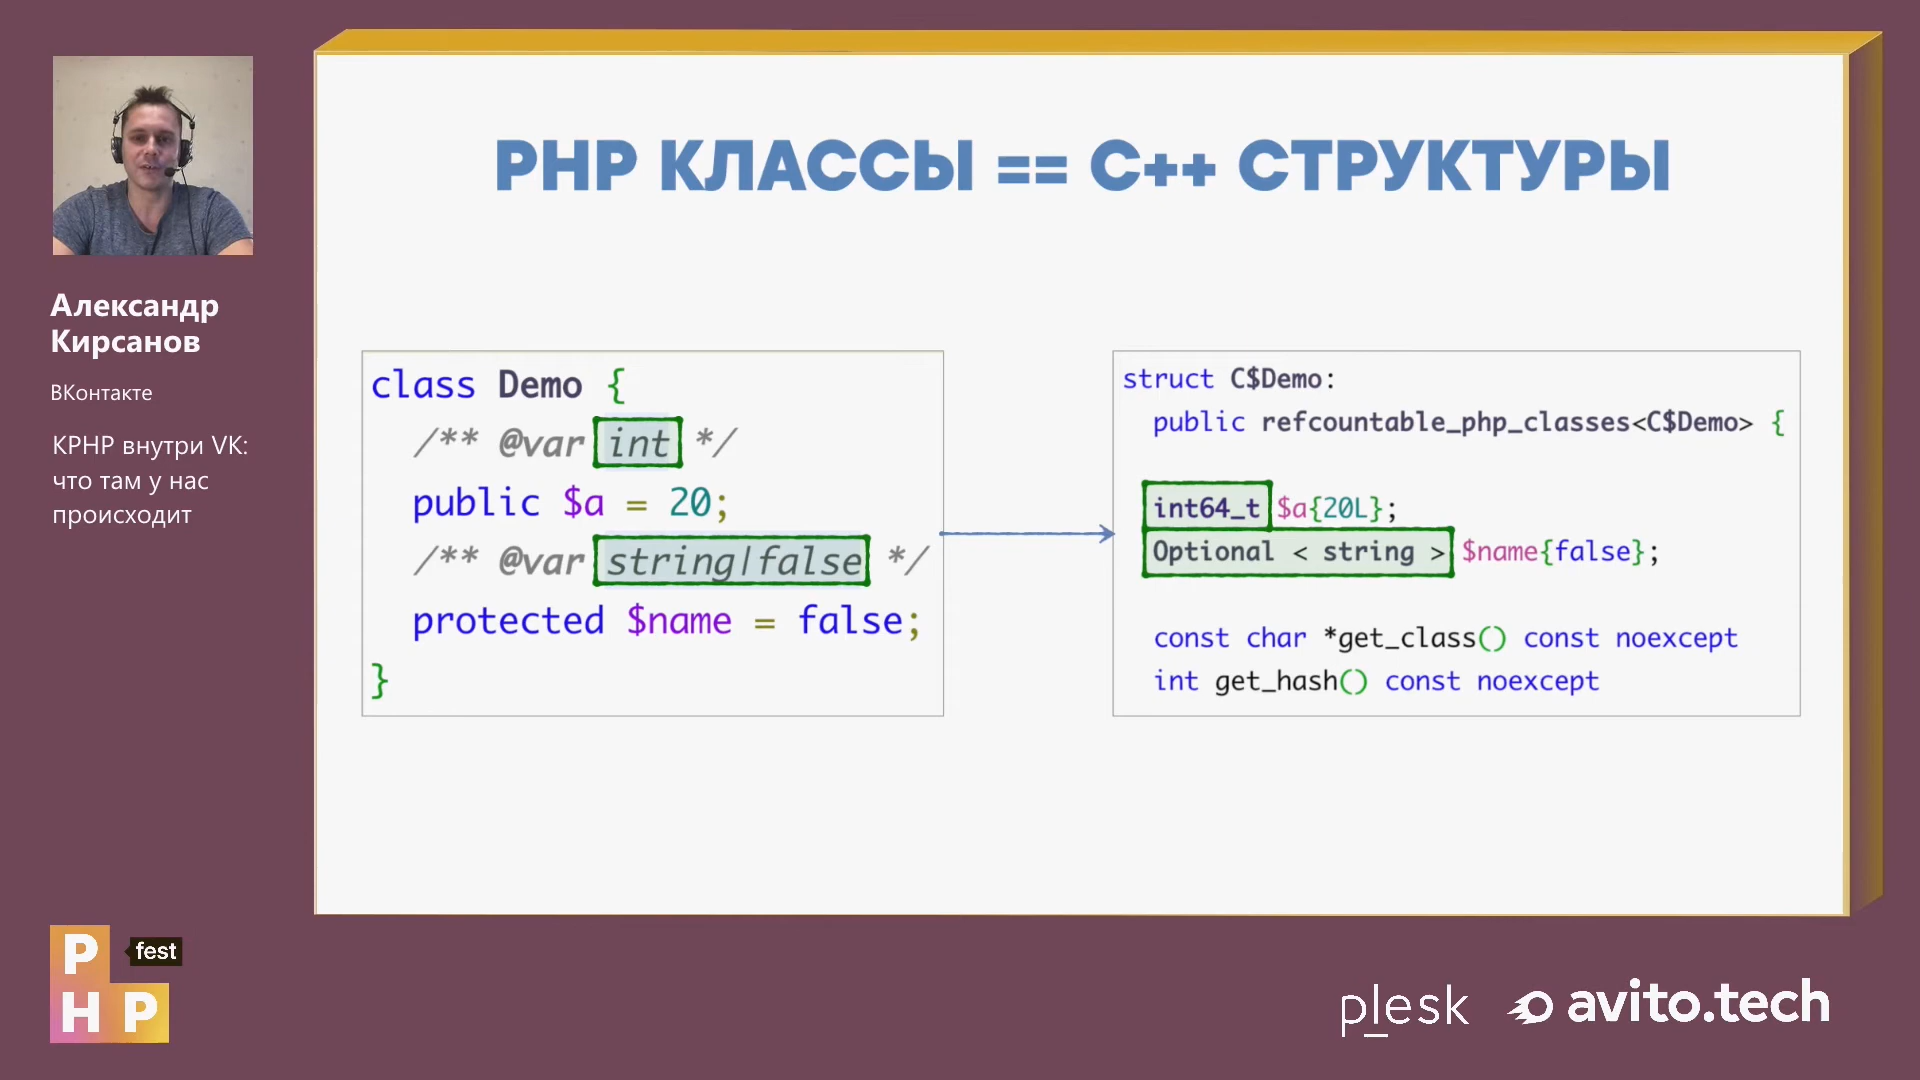 Александр
Кирсанов
ВКонтакте
KPHP внутри VK:
что там у нас
происходит
PHP КЛАССЫ == C++ СТРУКТУРЫ
class Demo {
/** @var int */
public $a = 20;
/** @var string|false */
protected $name = false;
}
struct C$Demo:
public refcountable_php_classes<C$Demo> {
int64_t $a{20L};
Optional < string > $name{false};
const char *get_class() const noexcept
int get_hash() const noexcept
P fest
HP
plesk avito.tech